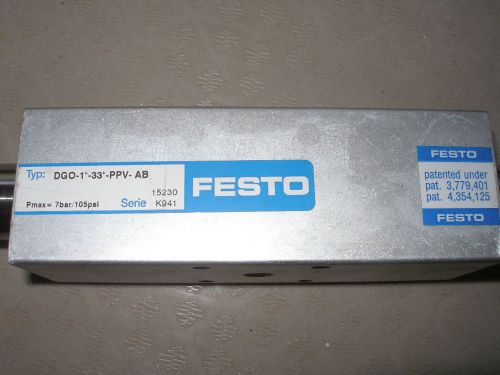 Typ: DGO-1"-33"-PPV- AB
15230
Pmax= 7bar/105psi Serie K941
FESTO
FESTO
patented under
pat. 3,779,401
pat. 4,354,125
FESTO